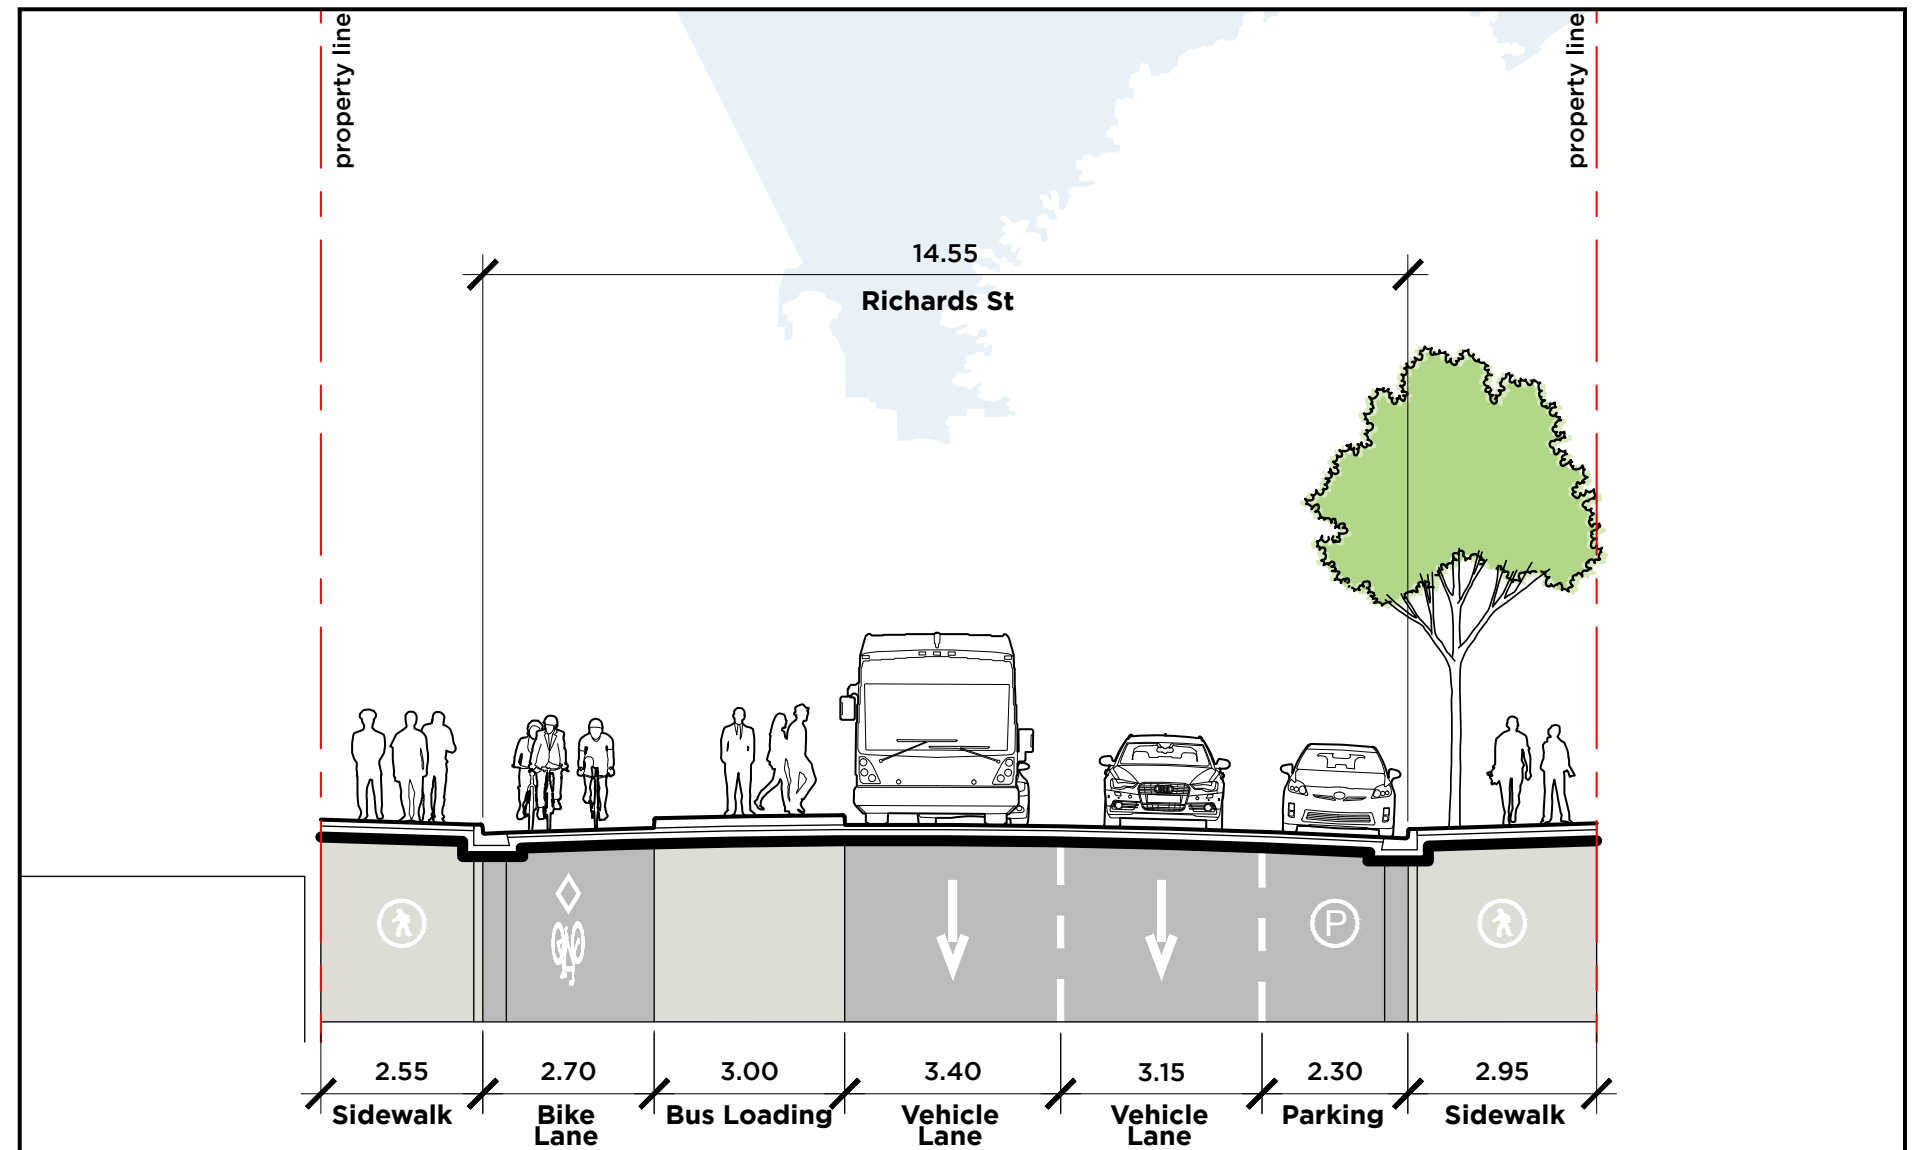 property line
property line
14.55
Richards St
P
2.55
2.70
3.00
3.40
3.15
2.30
2.95
Sidewalk
Bike
Lane
Bus Loading
Vehicle
Lane
Vehicle
Lane
Parking
Sidewalk